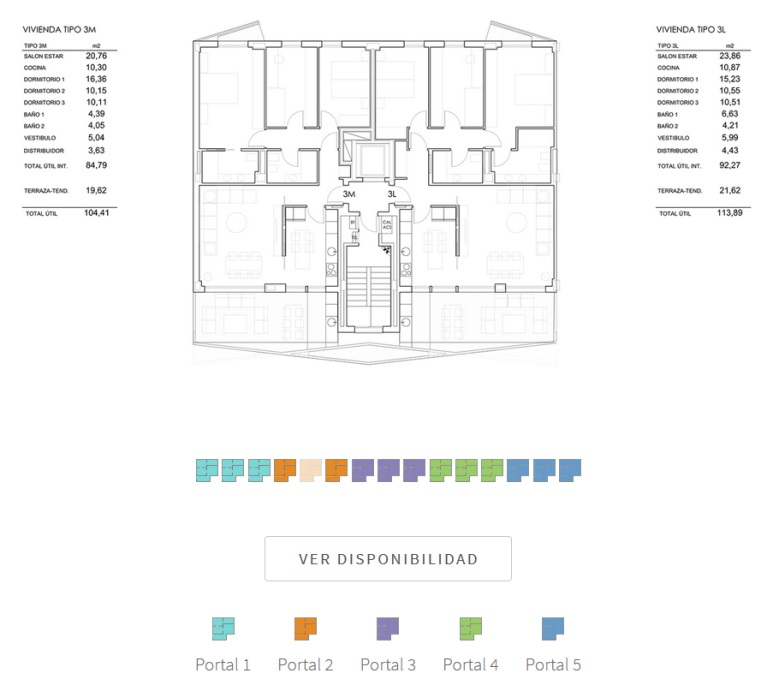 VIVIENDA TIPO 3M
TIPO 3M m2
SALON ESTAR 20,76
COCINA 10,30
DORMITORIO 1 16,36
DORMITORIO 2 10,15
DORMITORIO 3 10,11
BAÑO 1 4,39
BAÑO 2 4,05
VESTIBULO 5,04
DISTRIBUIDOR 3,63
TOTAL ÚTIL INT. 84,79
TERRAZA-TEND. 19,62
TOTAL ÚTIL 104,41
VIVIENDA TIPO 3L
TIPO 3L m2
SALON ESTAR 23,86
COCINA 10,87
DORMITORIO 1 15,23
DORMITORIO 2 10,55
DORMITORIO 3 10,51
BAÑO 1 6,63
BAÑO 2 4,21
VESTIBULO 5,99
DISTRIBUIDOR 4,43
TOTAL ÚTIL INT. 92,27
TERRAZA-TEND. 21,62
TOTAL ÚTIL 113,89
3M 3L
CAL
ACS
VER DISPONIBILIDAD
Portal 1 Portal 2 Portal 3 Portal 4 Portal 5